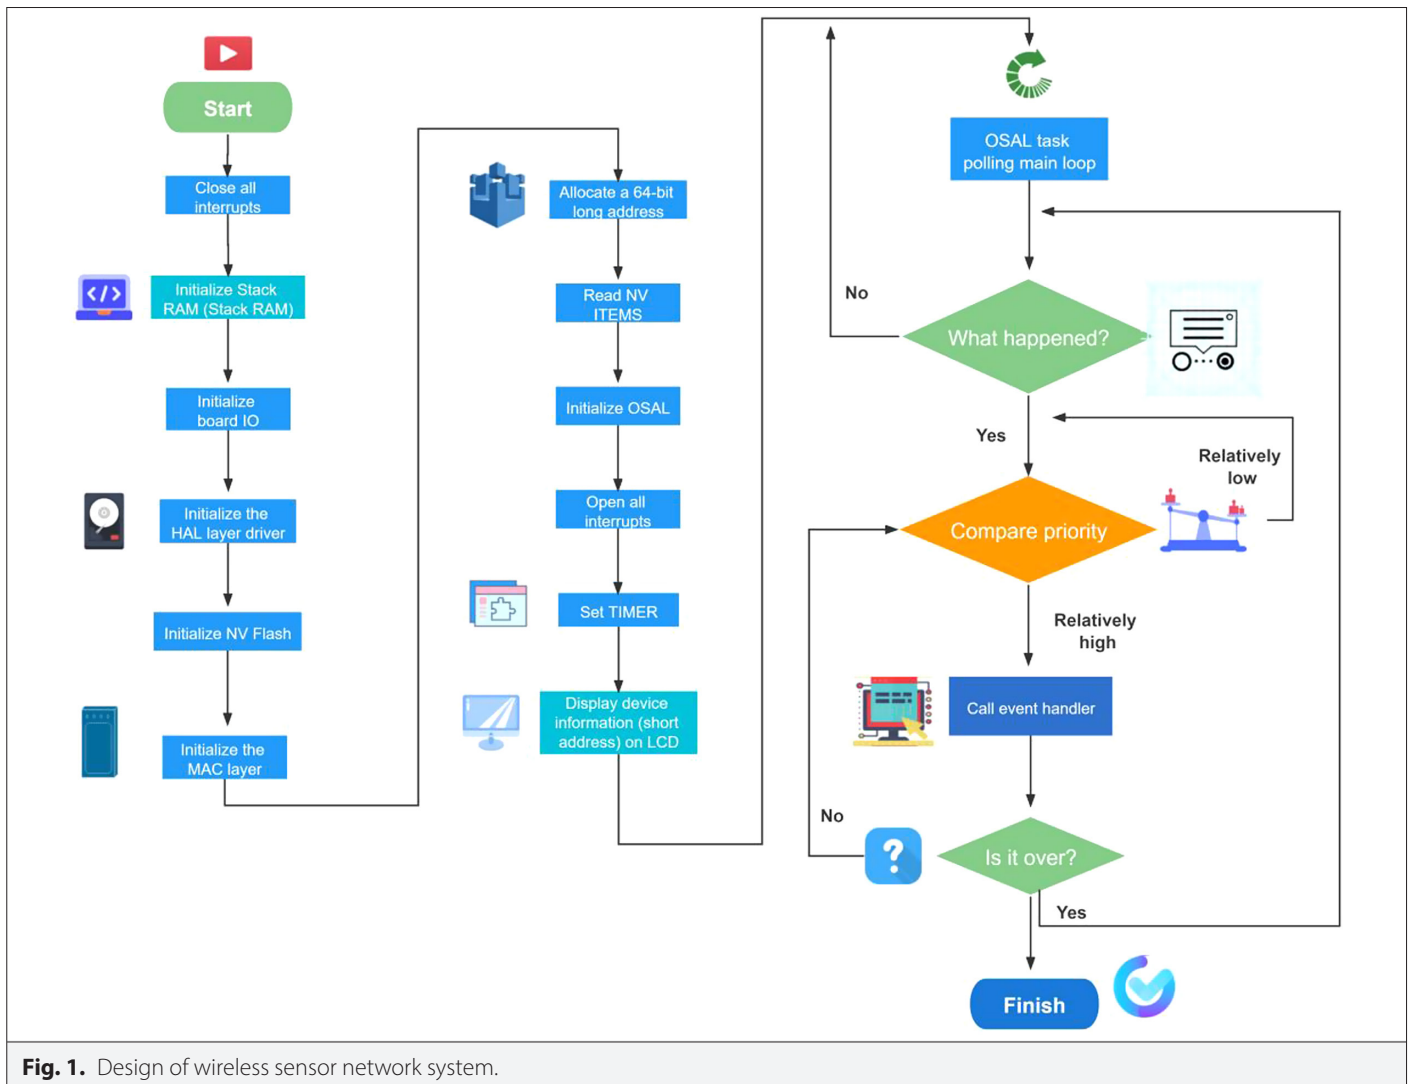 Start
Close all
interrupts
Initialize Stack
RAM (Stack RAM)
</>
Initialize
board IO
Initialize the
HAL layer driver
Initialize NV Flash
Initialize the
MAC layer
Allocate a 64-bit
long address
Read NV
ITEMS
Initialize OSAL
Open all
interrupts
Set TIMER
Display device
information (short
address) on LCD
OSAL task
polling main loop
No
What happened?
Yes
Relatively
low
Compare priority
Relatively
high
Call event handler
No
?
Is it over?
Yes
Finish
Fig. 1. Design of wireless sensor network system.